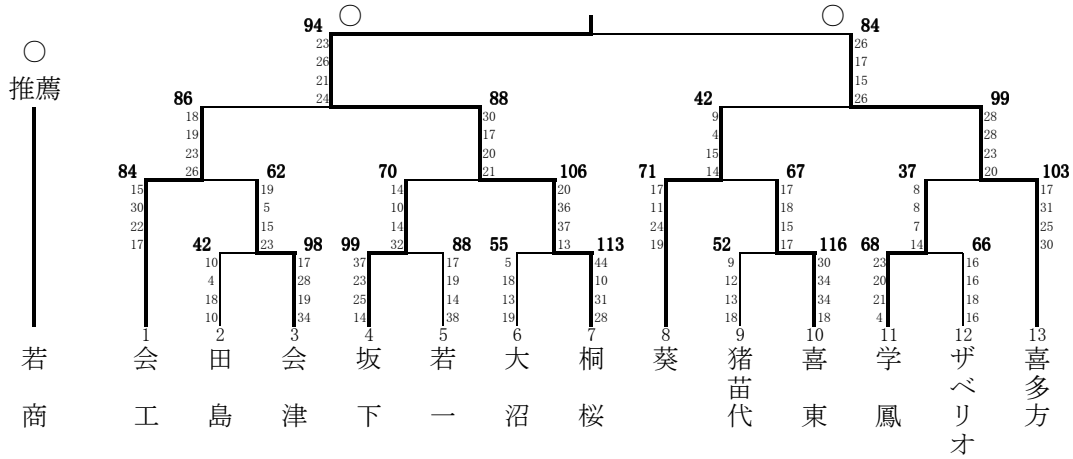 ○ ○
94 84
○
23 26
26 17
推薦
21 15
24 26
86 88 42 99
18 30 9 28
19 17 4 28
23 20 15 23
26 21 14 20
84 62 70 106 71 67 37 103
15 19 14 20 17 17 8 17
30 5 10 36 11 18 8 31
22 15 14 37 24 15 7 25
17 23 32 13 19 17 14 30
42 98 99 88 55 113 52 116 68 66
10 17 37 17 5 44 9 30 23 16
4 28 23 19 18 10 12 34 20 16
18 19 25 14 13 31 13 34 21 18
10 34 14 38 19 28 18 18 4 16
1 2 3 4 5 6 7 8 9 10 11 12 13
若商
会工
田島
会津
坂下
若一
大沼
桐桜
葵
猪苗代
喜東
学鳳
ザベリオ
喜多方